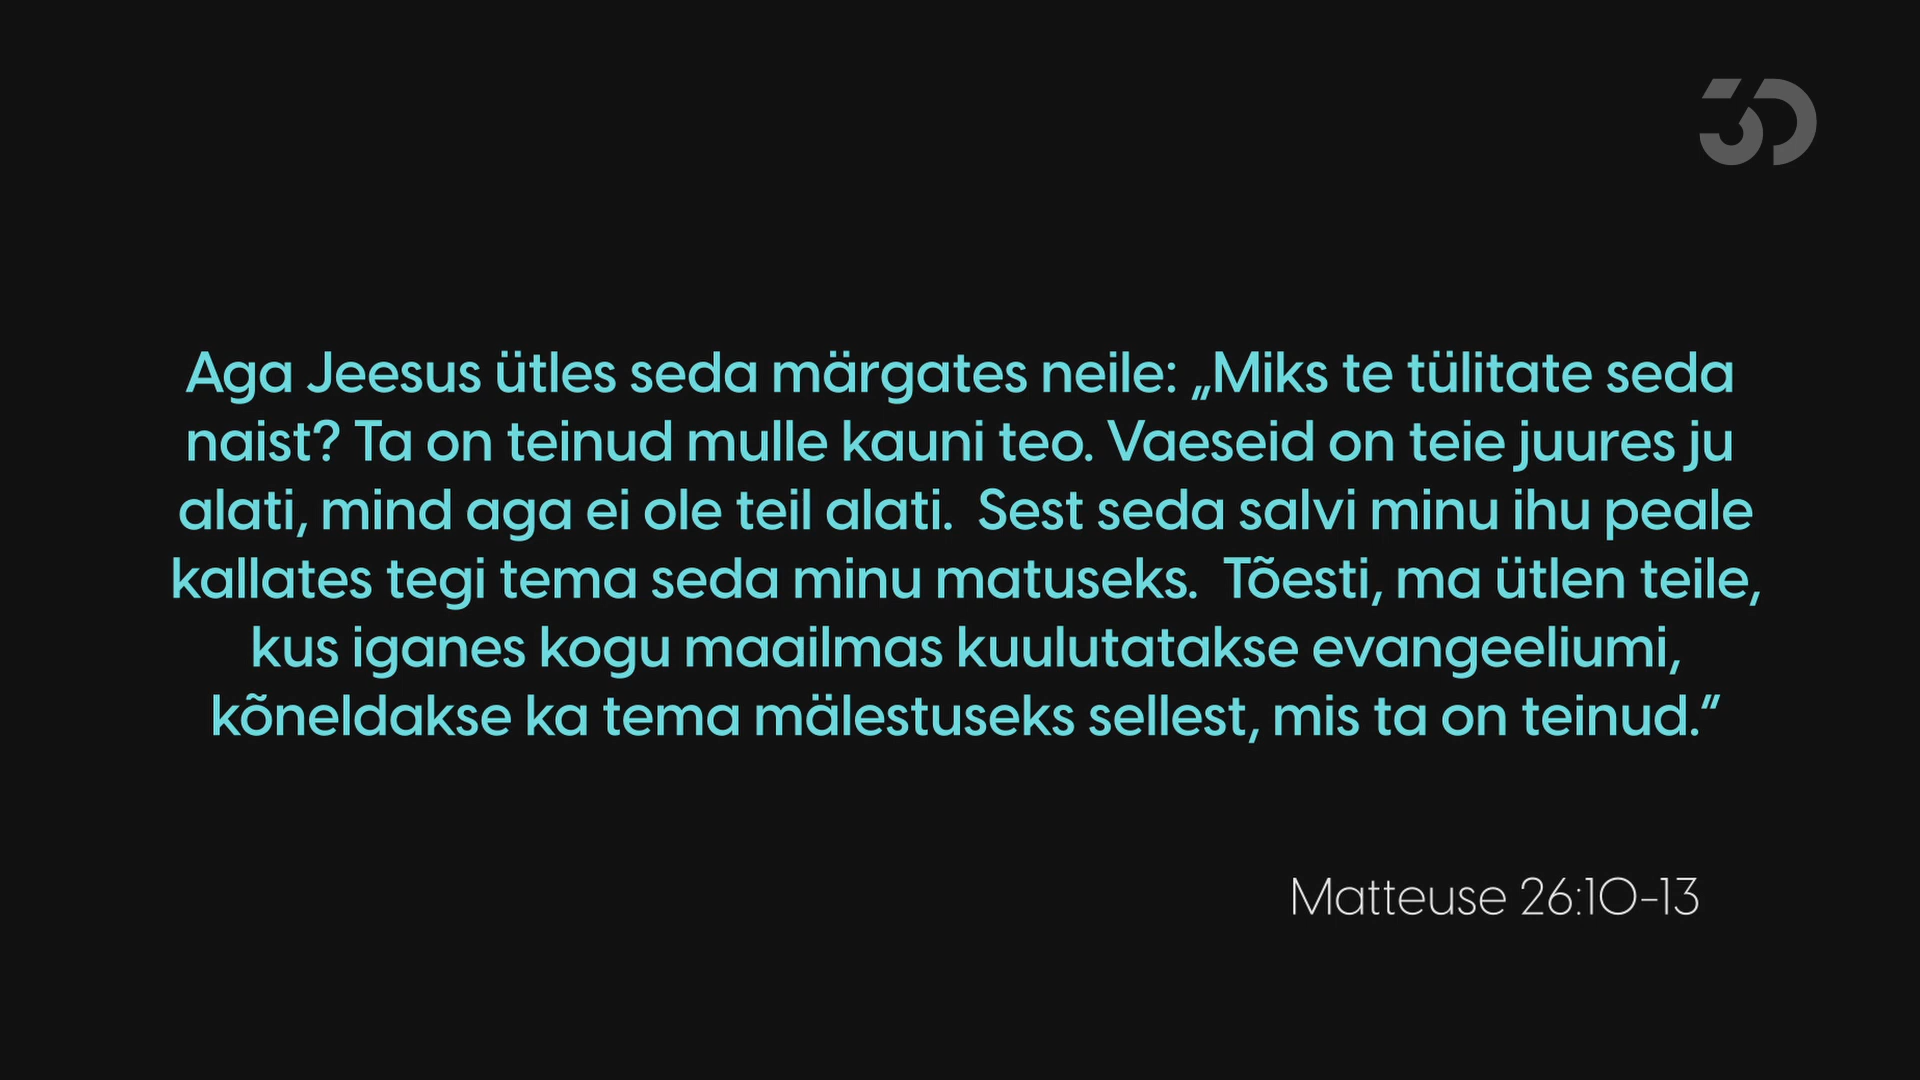 3D
Aga Jeesus ütles seda märgates neile: „Miks te tülitate seda
naist? Ta on teinud mulle kauni teo. Vaeseid on teie juures ju
alati, mind aga ei ole teil alati.  Sest seda salvi minu ihu peale
kallates tegi tema seda minu matuseks.  Tõesti, ma ütlen teile,
kus iganes kogu maailmas kuulutatakse evangeeliumi,
kõneldakse ka tema mälestuseks sellest, mis ta on teinud.“
Matteuse 26:10-13